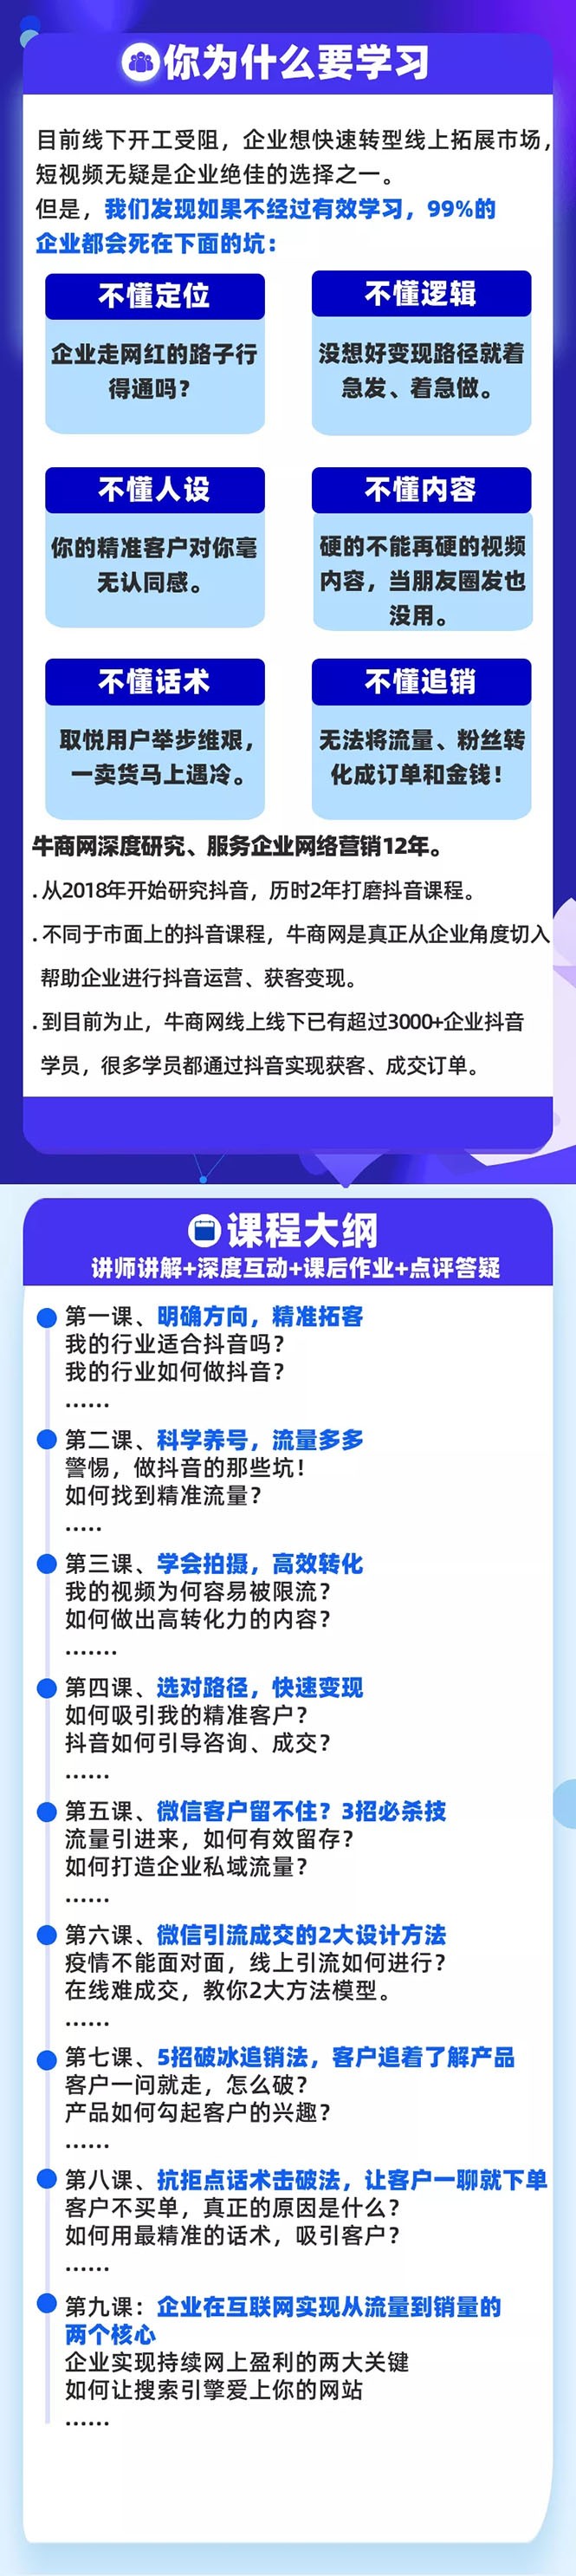 你为什么要学习
目前线下开工受阻，企业想快速转型线上拓展市场，
短视频无疑是企业绝佳的选择之一。
但是，我们发现如果不经过有效学习，99%的
企业都会死在下面的坑：
不懂定位
企业走网红的路子行
得通吗？
不懂逻辑
没想好变现路径就着
急发、着急做。
不懂人设
你的精准客户对你毫
无认同感。
不懂内容
硬的不能再硬的视频
内容，当朋友圈发也
没用。
不懂话术
取悦用户举步维艰，
一卖货马上遇冷。
不懂追销
无法将流量、粉丝转
化成订单和金钱！
牛商网深度研究、服务企业网络营销12年。
.从2018年开始研究抖音，历时2年打磨抖音课程。
.不同于市面上的抖音课程，牛商网是真正从企业角度切入
帮助企业进行抖音运营、获客变现。
.到目前为止，牛商网线上线下已有超过3000+企业抖音
学员，很多学员都通过抖音实现获客、成交订单。
课程大纲
讲师讲解+深度互动+课后作业+点评答疑
第一课、明确方向，精准拓客
我的行业适合抖音吗？
我的行业如何做抖音？
......
第二课、科学养号，流量多多
警惕，做抖音的那些坑！
如何找到精准流量？
.....
第三课、学会拍摄，高效转化
我的视频为何容易被限流？
如何做出高转化力的内容？
.......
第四课、选对路径，快速变现
如何吸引我的精准客户？
抖音如何引导咨询、成交？
......
第五课、微信客户留不住？3招必杀技
流量引进来，如何有效留存？
如何打造企业私域流量？
......
第六课、微信引流成交的2大设计方法
疫情不能面对面，线上引流如何进行？
在线难成交，教你2大方法模型。
......
第七课、5招破冰追销法，客户追着了解产品
客户一问就走，怎么破？
产品如何勾起客户的兴趣？
......
第八课、抗拒点话术击破法，让客户一聊就下单
客户不买单，真正的原因是什么？
如何用最精准的话术，吸引客户？
......
第九课：企业在互联网实现从流量到销量的
两个核心
企业实现持续网上盈利的两大关键
如何让搜索引擎爱上你的网站
......